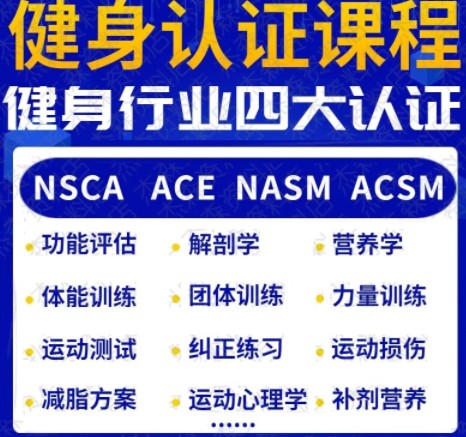 健身认证课程
健身行业四大认证
NSCA ACE NASM ACSM
功能评估 解剖学 营养学
体能训练 团体训练 力量训练
运动测试 纠正练习 运动损伤
减脂方案 运动心理学 补剂营养
······